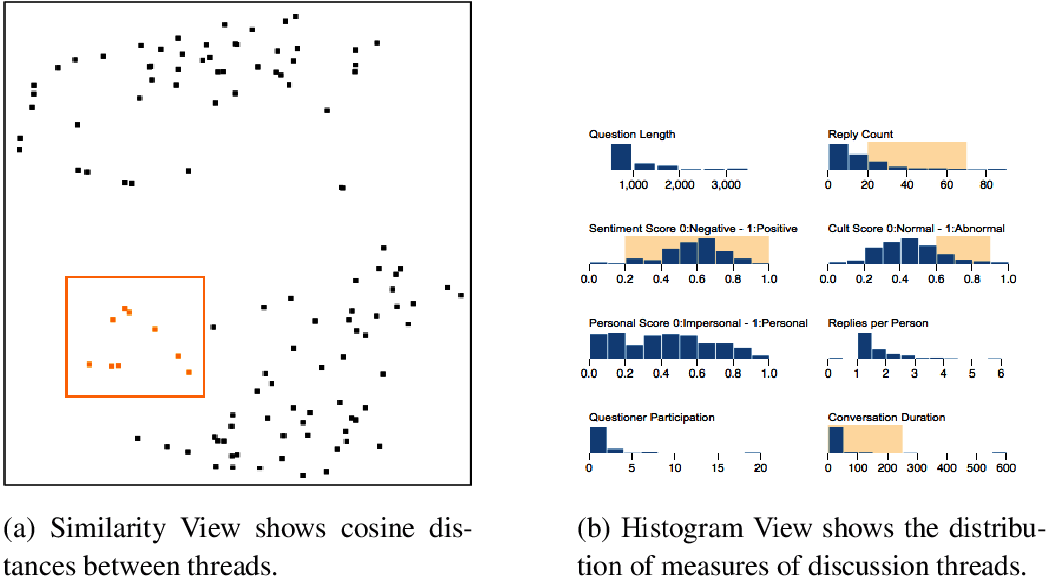 Question Length
1,000 2,000 3,000
Reply Count
0 20 40 60 80
Sentiment Score 0:Negative - 1:Positive
0.0 0.2 0.4 0.6 0.8 1.0
Cult Score 0:Normal - 1:Abnormal
0.0 0.2 0.4 0.6 0.8 1.0
Personal Score 0:Impersonal - 1:Personal
0.0 0.2 0.4 0.6 0.8 1.0
Replies per Person
0 1 2 3 4 5 6
Questioner Participation
0 5 10 15 20
Conversation Duration
0 100 200 300 400 500 600
(a) Similarity View shows cosine dis-
tances between threads.
(b) Histogram View shows the distribu-
tion of measures of discussion threads.